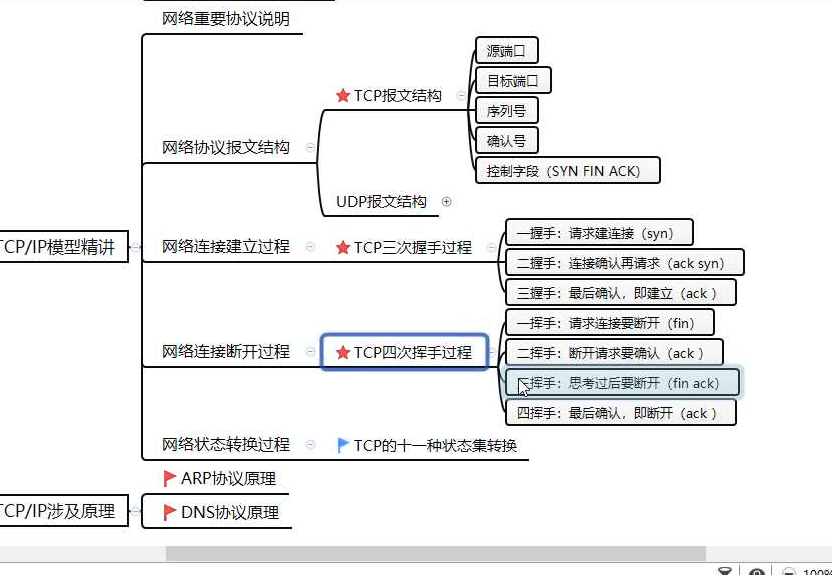 网络重要协议说明
源端口
目标端口
TCP报文结构
序列号
网络协议报文结构
确认号
控制字段（SYN FIN ACK）
UDP报文结构
TCP/IP模型精讲
网络连接建立过程
TCP三次握手过程
一握手：请求建连接（syn）
二握手：连接确认再请求（ack syn）
三握手：最后确认，即建立（ack ）
网络连接断开过程
TCP四次挥手过程
一挥手：请求连接要断开（fin）
二挥手：断开请求要确认（ack ）
挥手：思考过后要断开（fin ack）
四挥手：最后确认，即断开（ack ）
网络状态转换过程
TCP的十一种状态集转换
ARP协议原理
TCP/IP涉及原理
DNS协议原理
100%